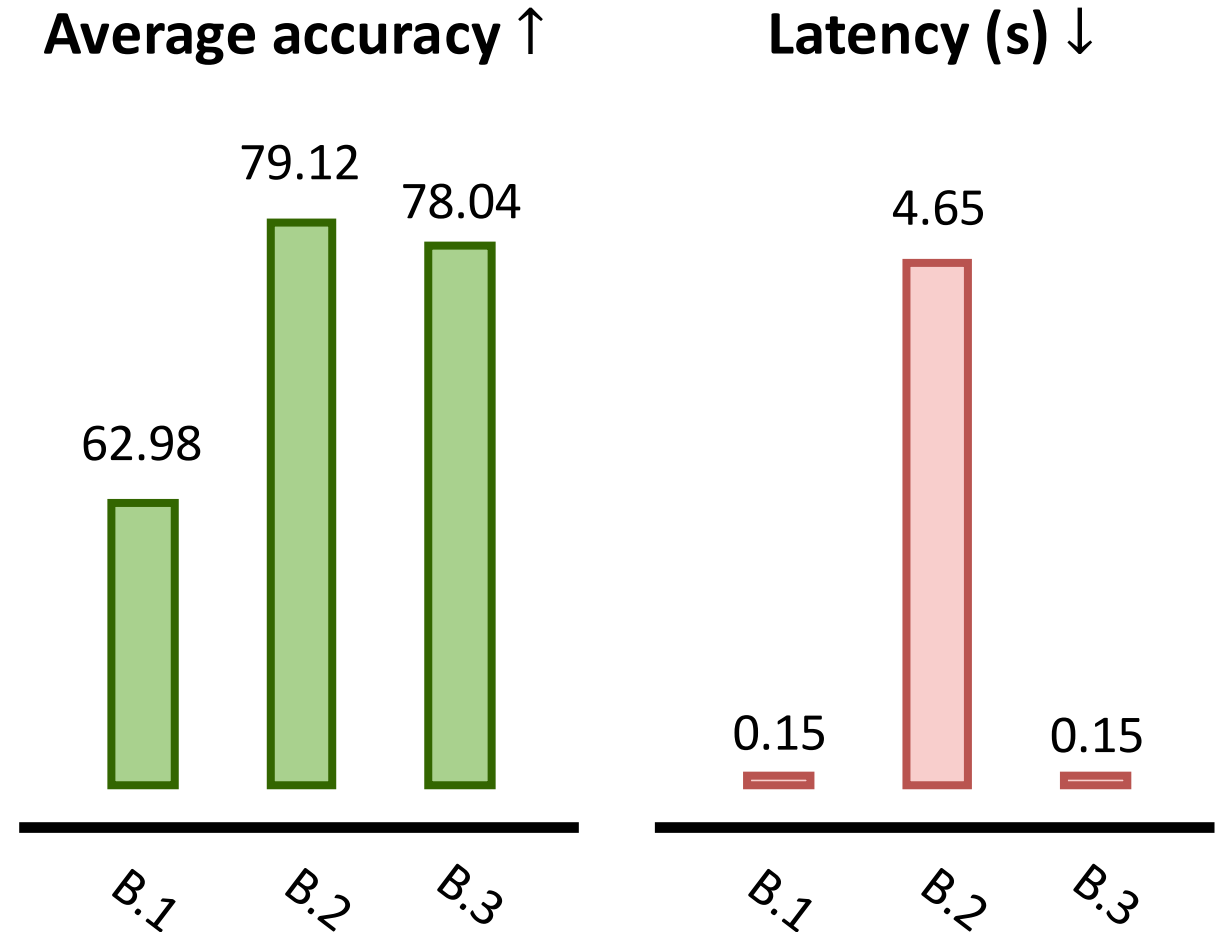 Average accuracy ↑
79.12
78.04
62.98
B.1
B.2
B.3
Latency (s) ↓
4.65
0.15
0.15
B.1
B.2
B.3